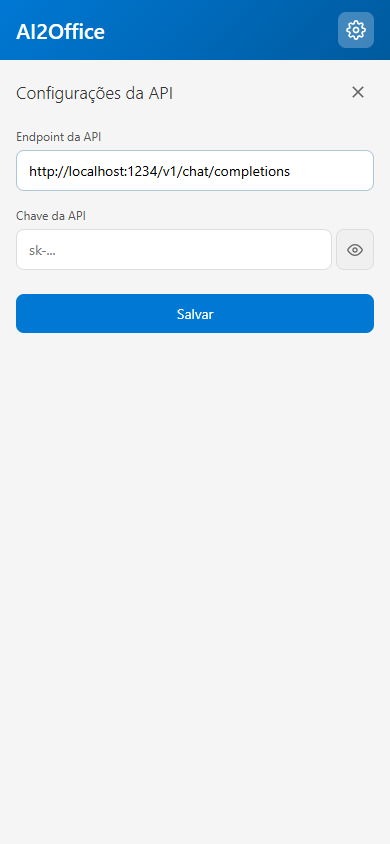 AI2Office
Configurações da API
Endpoint da API
http://localhost:1234/v1/chat/completions
Chave da API
sk-...
Salvar